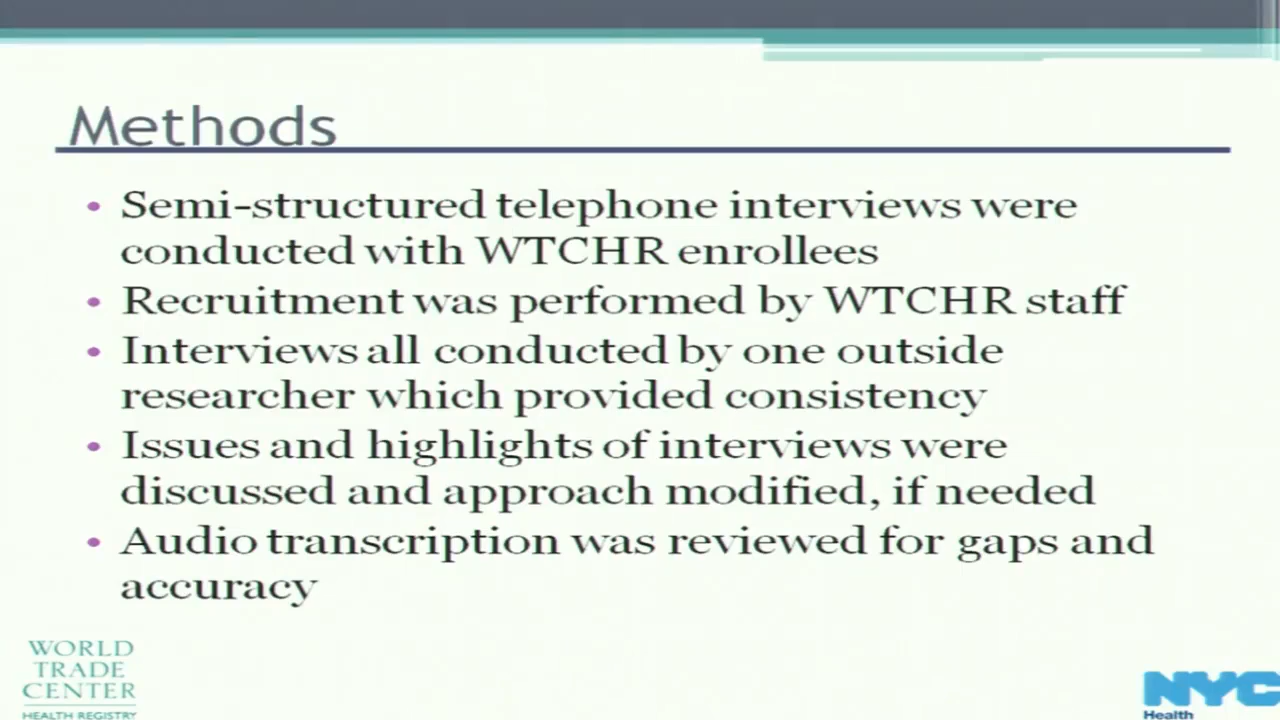 Methods
• Semi-structured telephone interviews were
conducted with WTCHR enrollees
• Recruitment was performed by WTCHR staff
• Interviews all conducted by one outside
researcher which provided consistency
• Issues and highlights of interviews were
discussed and approach modified, if needed
• Audio transcription was reviewed for gaps and
accuracy
WORLD
TRADE
CENTER
HEALTH REGISTRY
NYC
Health